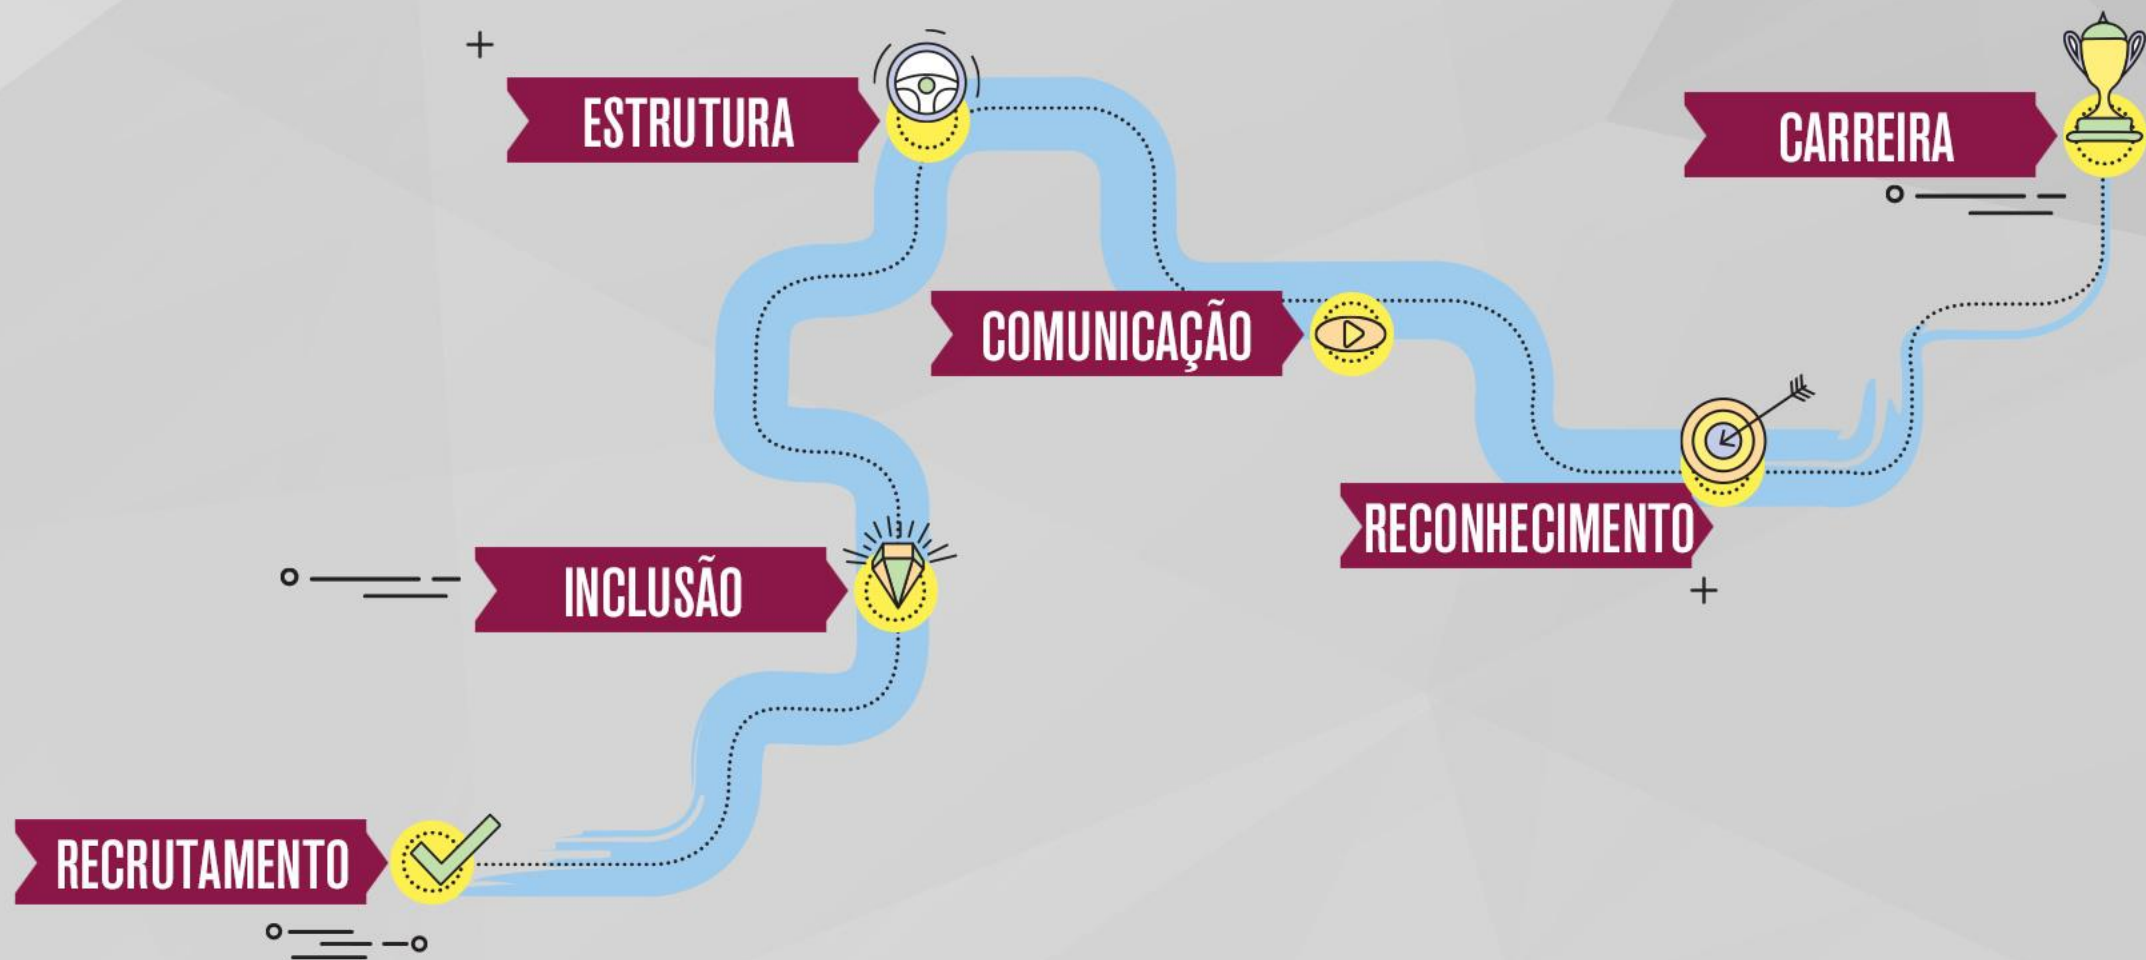 ESTRUTURA
CARREIRA
COMUNICAÇÃO
RECONHECIMENTO
INCLUSÃO
RECRUTAMENTO